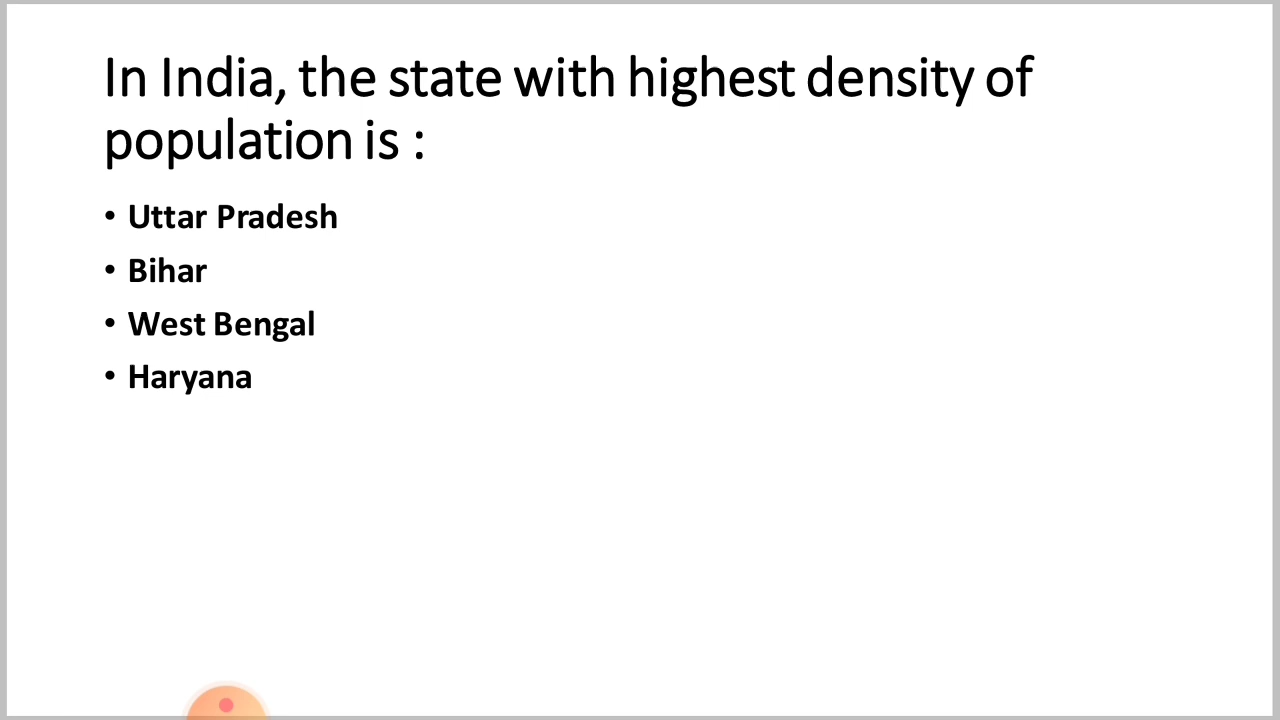 In India, the state with highest density of
population is :
• Uttar Pradesh
• Bihar
• West Bengal
• Haryana